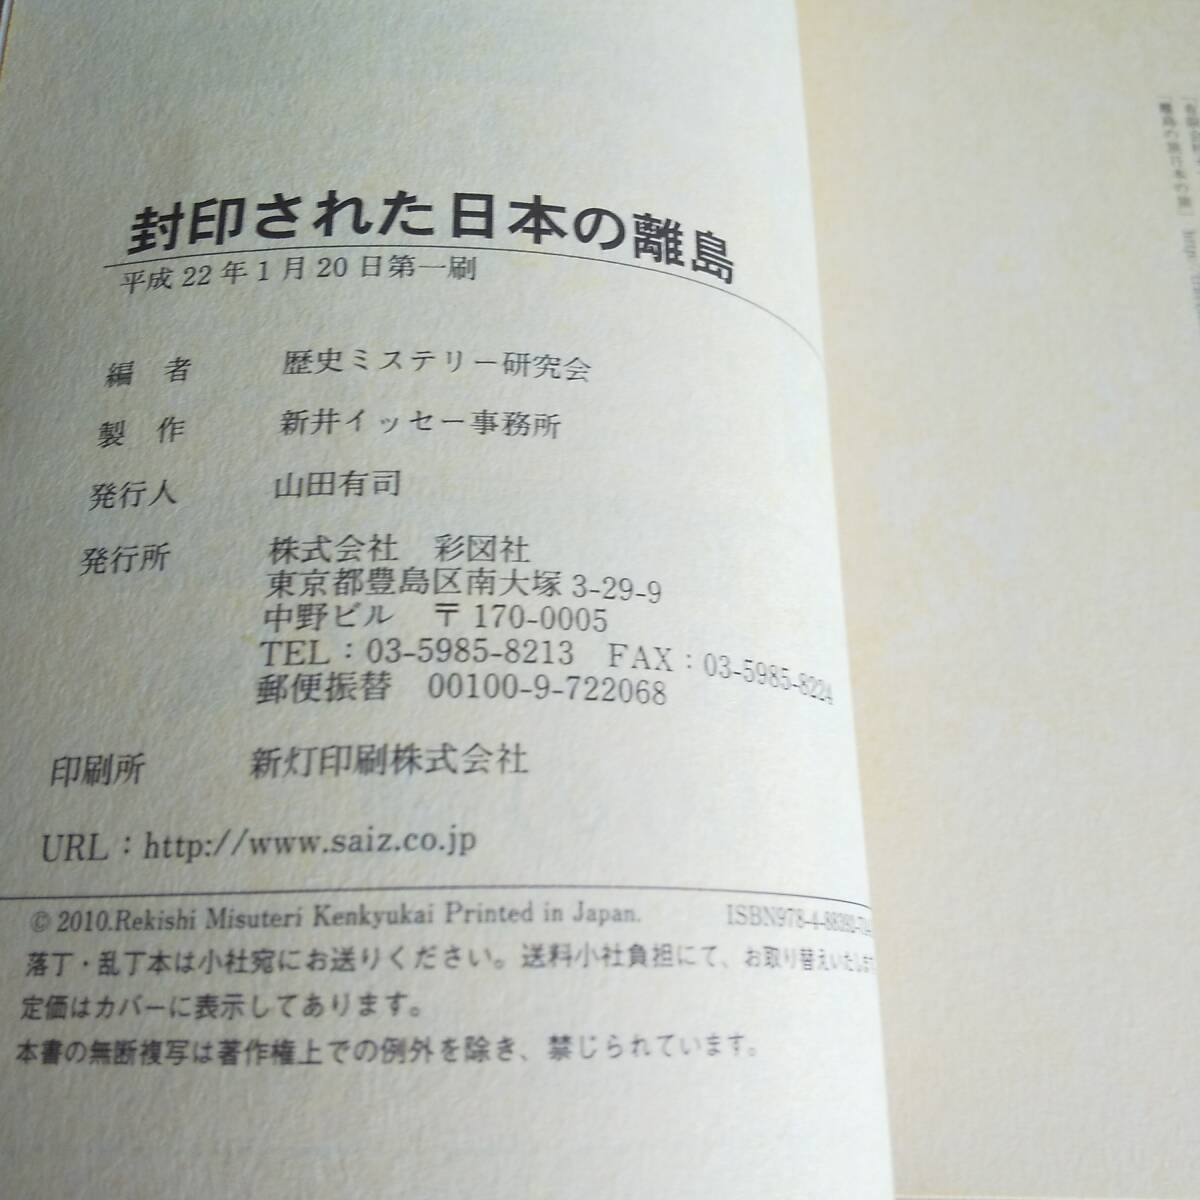 封印された日本の離島
平成22年1月20日第一刷
編　者　歴史ミステリー研究会
製　作　新井イッセー事務所
発行人　山田有司
発行所　株式会社　彩図社
東京都豊島区南大塚3-29-9
中野ビル　〒170-0005
TEL：03-5985-8213　FAX：03-5985-8224
郵便振替　00100-9-722068
印刷所　新灯印刷株式会社
URL：http://www.saiz.co.jp
©2010.Rekishi Misuteri Kenkyukai Printed in Japan.　ISBN978-4-88392-
落丁・乱丁本は小社宛にお送りください。送料小社負担にて、お取り替えいたします
定価はカバーに表示してあります。
本書の無断複写は著作権上での例外を除き、禁じられています。